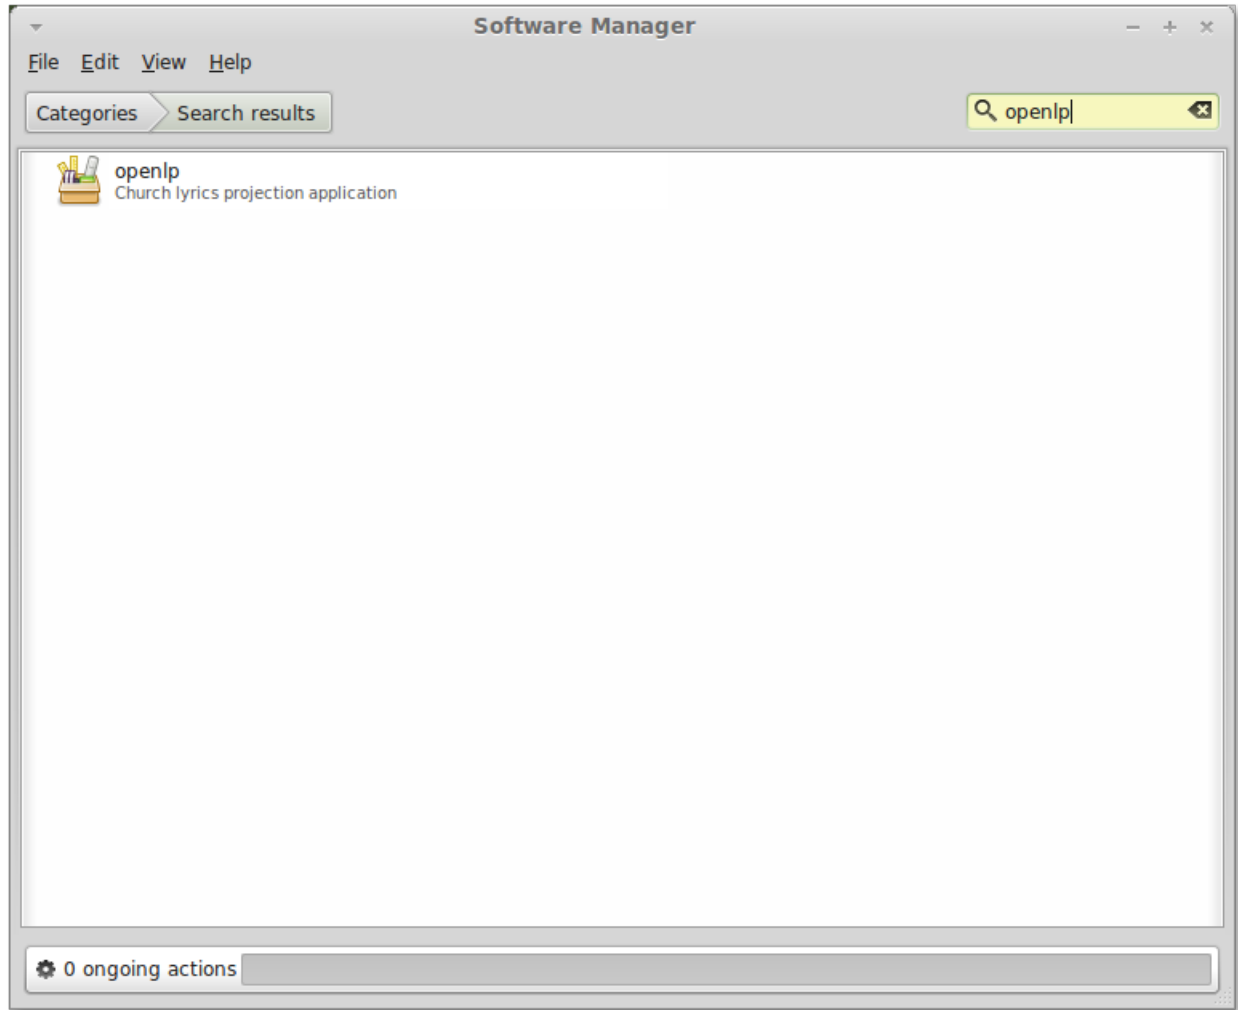 Software Manager
File Edit View Help
Categories Search results openlp
openlp
Church lyrics projection application
0 ongoing actions